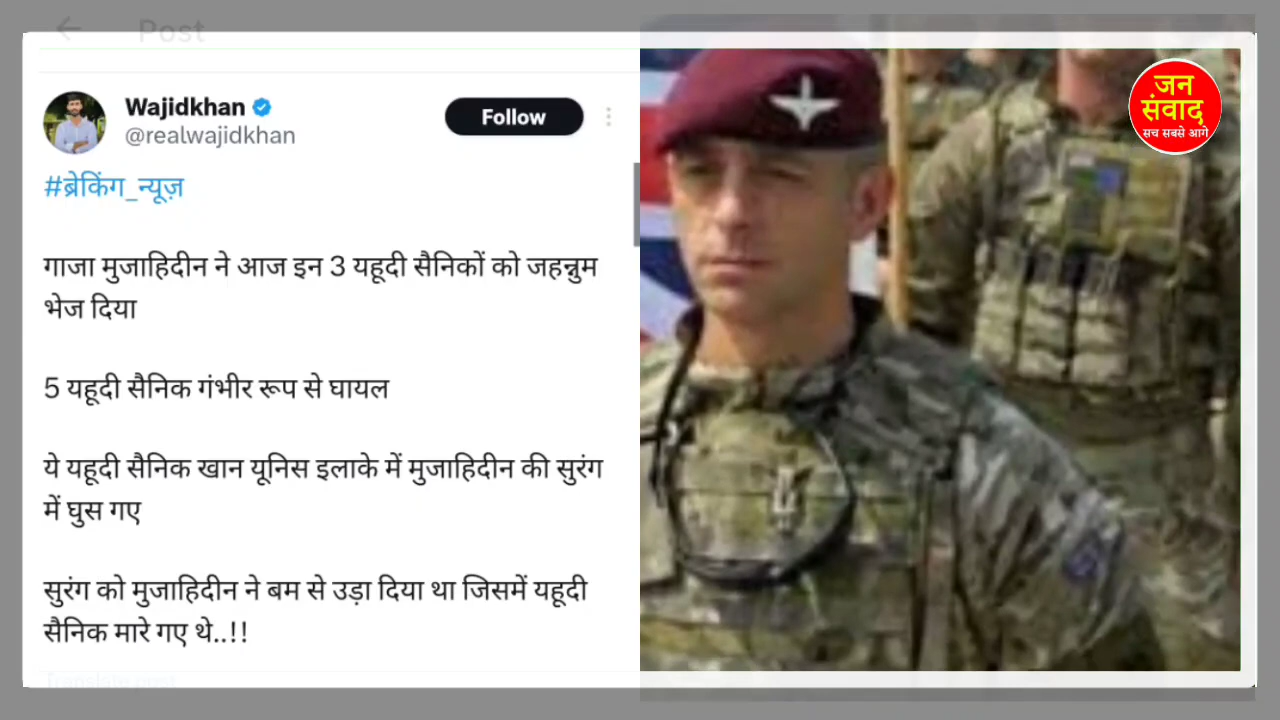 Post
Wajidkhan
@realwajidkhan
Follow
#ब्रेकिंग_न्यूज़
गाजा मुजाहिदीन ने आज इन 3 यहूदी सैनिकों को जहन्नुम
भेज दिया
5 यहूदी सैनिक गंभीर रूप से घायल
ये यहूदी सैनिक खान यूनिस इलाके में मुजाहिदीन की सुरंग
में घुस गए
सुरंग को मुजाहिदीन ने बम से उड़ा दिया था जिसमें यहूदी
सैनिक मारे गए थे..!!
Translate post
जन
संवाद
सच सबसे आगे